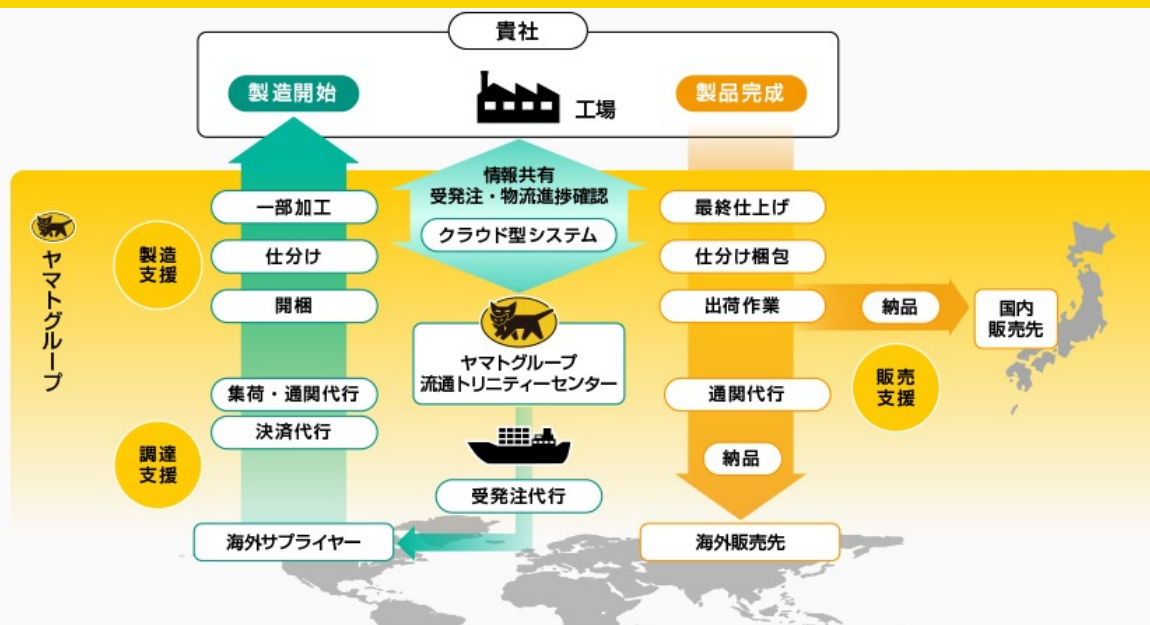 貴社
製造開始
工場
製品完成
情報共有
受発注・物流進捗確認
クラウド型システム
ヤマトグループ
製造
支援
一部加工
仕分け
開梱
集荷・通関代行
決済代行
調達
支援
海外サプライヤー
ヤマトグループ
流通トリニティーセンター
受発注代行
最終仕上げ
仕分け梱包
出荷作業
納品
国内
販売先
販売
支援
通関代行
納品
海外販売先